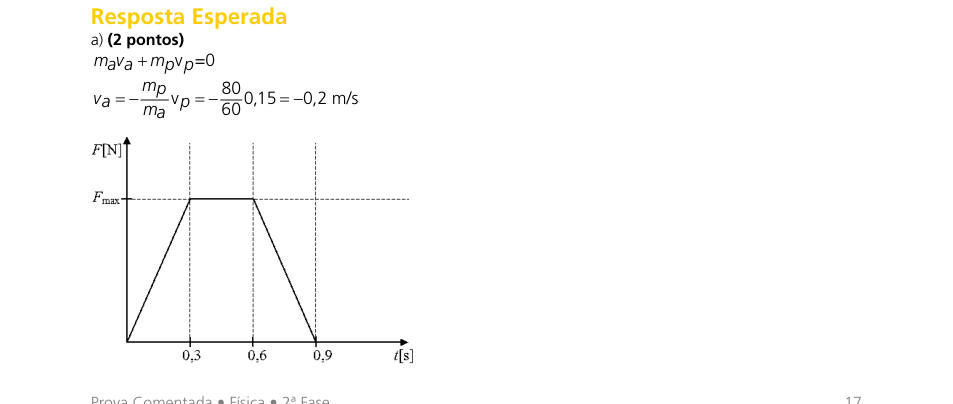 Resposta Esperada
a) (2 pontos)
mava + mpvp=0
va = − mp/ma vp = − 80/60 0,15 = −0,2 m/s
F[N]
Fmax
0,3 0,6 0,9 t[s]
Prova Comentada • Física • 2ª Fase 17